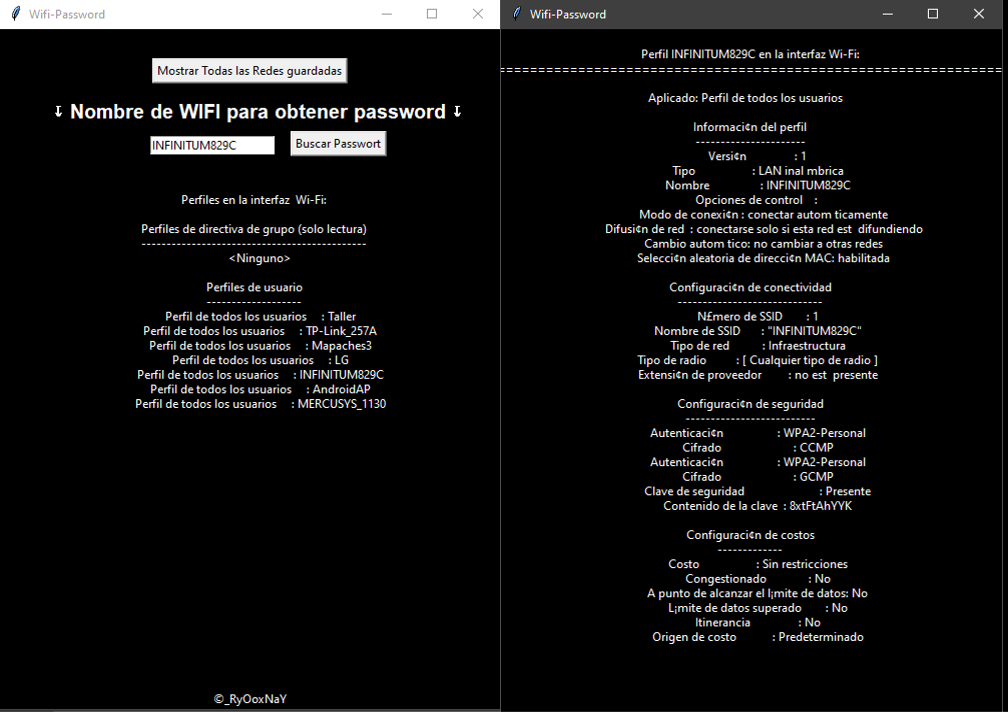 Wifi-Password
Mostrar Todas las Redes guardadas
Nombre de WIFI para obtener password
INFINITUM829C
Buscar Passwort
Perfiles en la interfaz Wi-Fi:
Perfiles de directiva de grupo (solo lectura)
---------------------------------------------
<Ninguno>
Perfiles de usuario
-------------------
Perfil de todos los usuarios : Taller
Perfil de todos los usuarios : TP-Link_257A
Perfil de todos los usuarios : Mapaches3
Perfil de todos los usuarios : LG
Perfil de todos los usuarios : INFINITUM829C
Perfil de todos los usuarios : AndroidAP
Perfil de todos los usuarios : MERCUSYS_1130
©_RyOoxNaY
Wifi-Password
Perfil INFINITUM829C en la interfaz Wi-Fi:
=======================================================================
Aplicado: Perfil de todos los usuarios
Informaci¢n del perfil
----------------------
Versi¢n : 1
Tipo : LAN inal mbrica
Nombre : INFINITUM829C
Opciones de control :
Modo de conexi¢n : conectar autom ticamente
Difusi¢n de red : conectarse solo si esta red est difundiendo
Cambio autom tico: no cambiar a otras redes
Selecci¢n aleatoria de direcci¢n MAC: habilitada
Configuraci¢n de conectividad
-----------------------------
N£mero de SSID : 1
Nombre de SSID : "INFINITUM829C"
Tipo de red : Infraestructura
Tipo de radio : [ Cualquier tipo de radio ]
Extensi¢n de proveedor : no est presente
Configuraci¢n de seguridad
--------------------------
Autenticaci¢n : WPA2-Personal
Cifrado : CCMP
Autenticaci¢n : WPA2-Personal
Cifrado : GCMP
Clave de seguridad : Presente
Contenido de la clave : 8xtFtAhYYK
Configuraci¢n de costos
-------------
Costo : Sin restricciones
Congestionado : No
A punto de alcanzar el l¡mite de datos: No
L¡mite de datos superado : No
Itinerancia : No
Origen de costo : Predeterminado